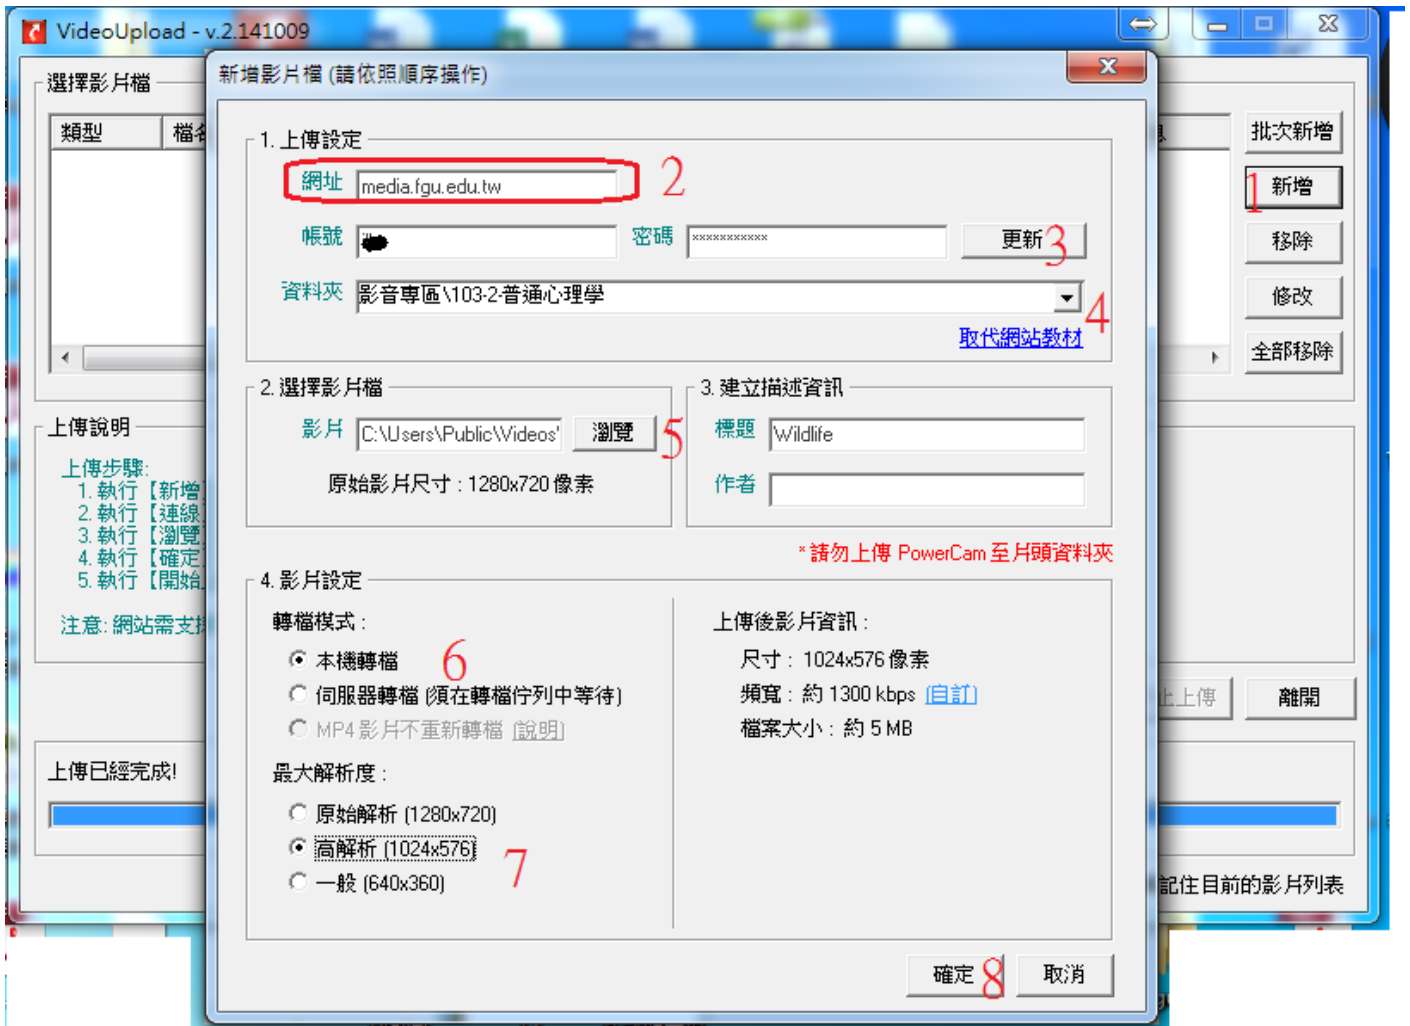 VideoUpload - v.2.141009
選擇影片檔
類型
批次新增
新增
1
移除
修改
全部移除
上傳說明
上傳步驟:
1. 執行【新增
2. 執行【連線
3. 執行【瀏覽
4. 執行【確定
5. 執行【開始
注意: 網站需支
上傳
離開
上傳已經完成!
記住目前的影片列表
新增影片檔 (請依照順序操作)
1. 上傳設定
網址 media.fgu.edu.tw 2
帳號 密碼 ××××××××××× 更新 3
資料夾 影音專區\103-2-普通心理學 4
取代網站教材
2. 選擇影片檔
影片 C:\Users\Public\Videos' 瀏覽 5
原始影片尺寸 : 1280x720 像素
3. 建立描述資訊
標題 Wildlife
作者
*請勿上傳 PowerCam 至片頭資料夾
4. 影片設定
轉檔模式 :
本機轉檔 6
伺服器轉檔 (須在轉檔佇列中等待)
MP4 影片不重新轉檔 (說明)
最大解析度 :
原始解析 (1280x720)
高解析 (1024x576) 7
一般 (640x360)
上傳後影片資訊 :
尺寸 : 1024x576 像素
頻寬 : 約 1300 kbps (自訂)
檔案大小 : 約 5 MB
確定 8 取消